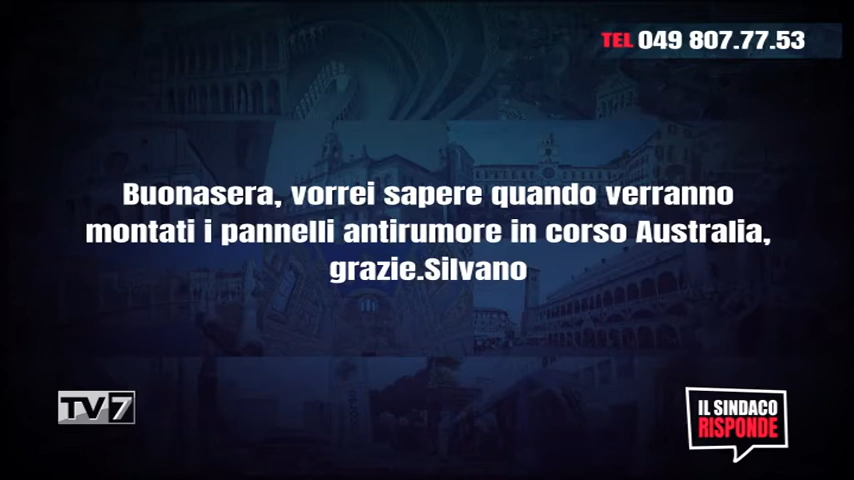 TEL 049 807.77.53
Buonasera, vorrei sapere quando verranno
montati i pannelli antirumore in corso Australia,
grazie.Silvano
TV7
IL SINDACO
RISPONDE